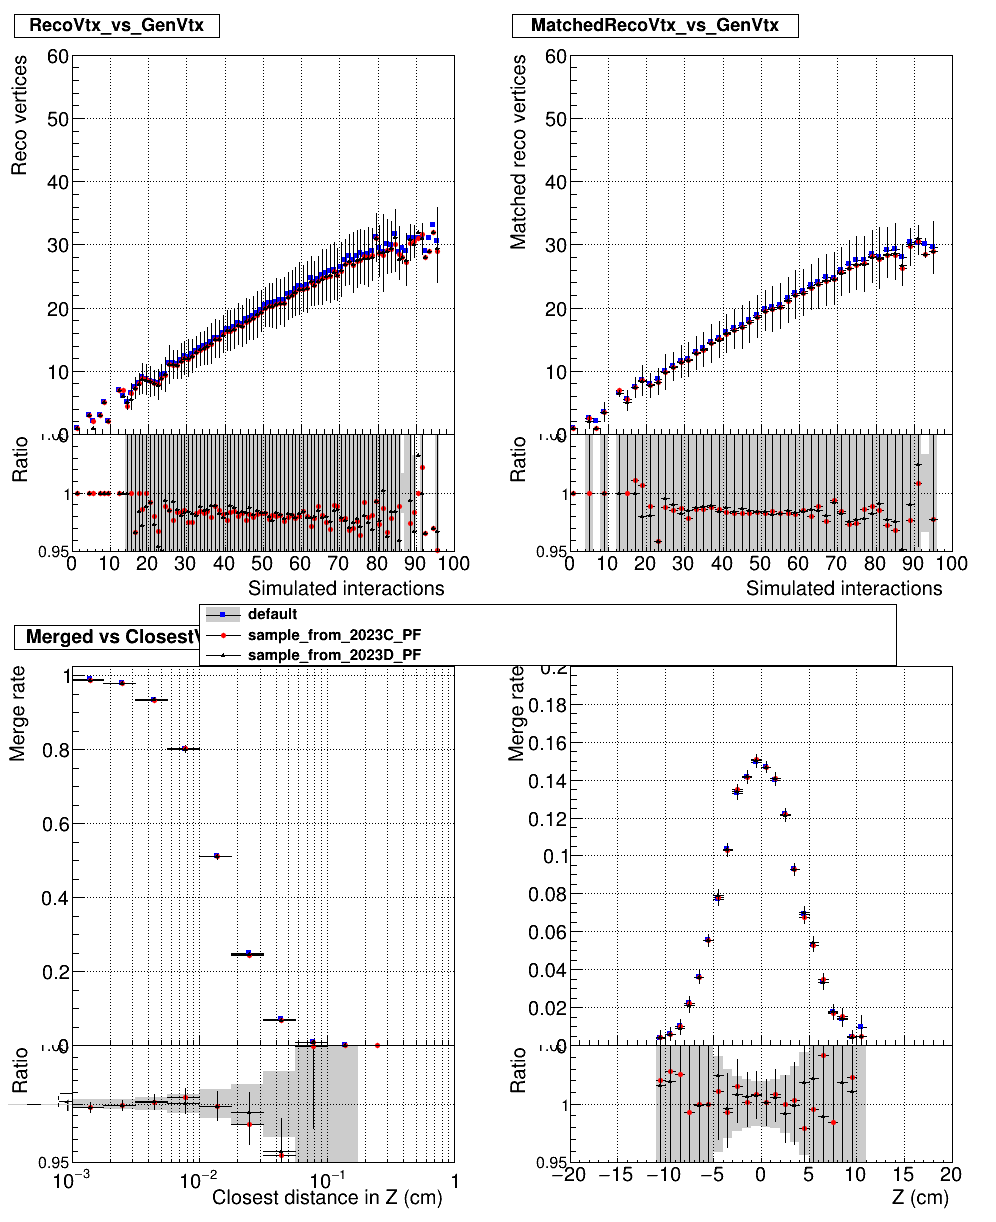 RecoVtx_vs_GenVtx
MatchedRecoVtx_vs_GenVtx
Reco vertices
60
50
40
30
20
10
0
Ratio
1
0.95
0 10 20 30 40 50 60 70 80 90 100
Simulated interactions
Matched reco vertices
60
50
40
30
20
10
0
Ratio
1
0.95
0 10 20 30 40 50 60 70 80 90 100
Simulated interactions
default
sample_from_2023C_PF
sample_from_2023D_PF
Merged vs Closest
Merge rate
1
0.8
0.6
0.4
0.2
0
Ratio
1
0.95
10−3 10−2 10−1 1
Closest distance in Z (cm)
Merge rate
0.2
0.18
0.16
0.14
0.12
0.1
0.08
0.06
0.04
0.02
0
Ratio
1
0.95
−20 −15 −10 −5 0 5 10 15 20
Z (cm)